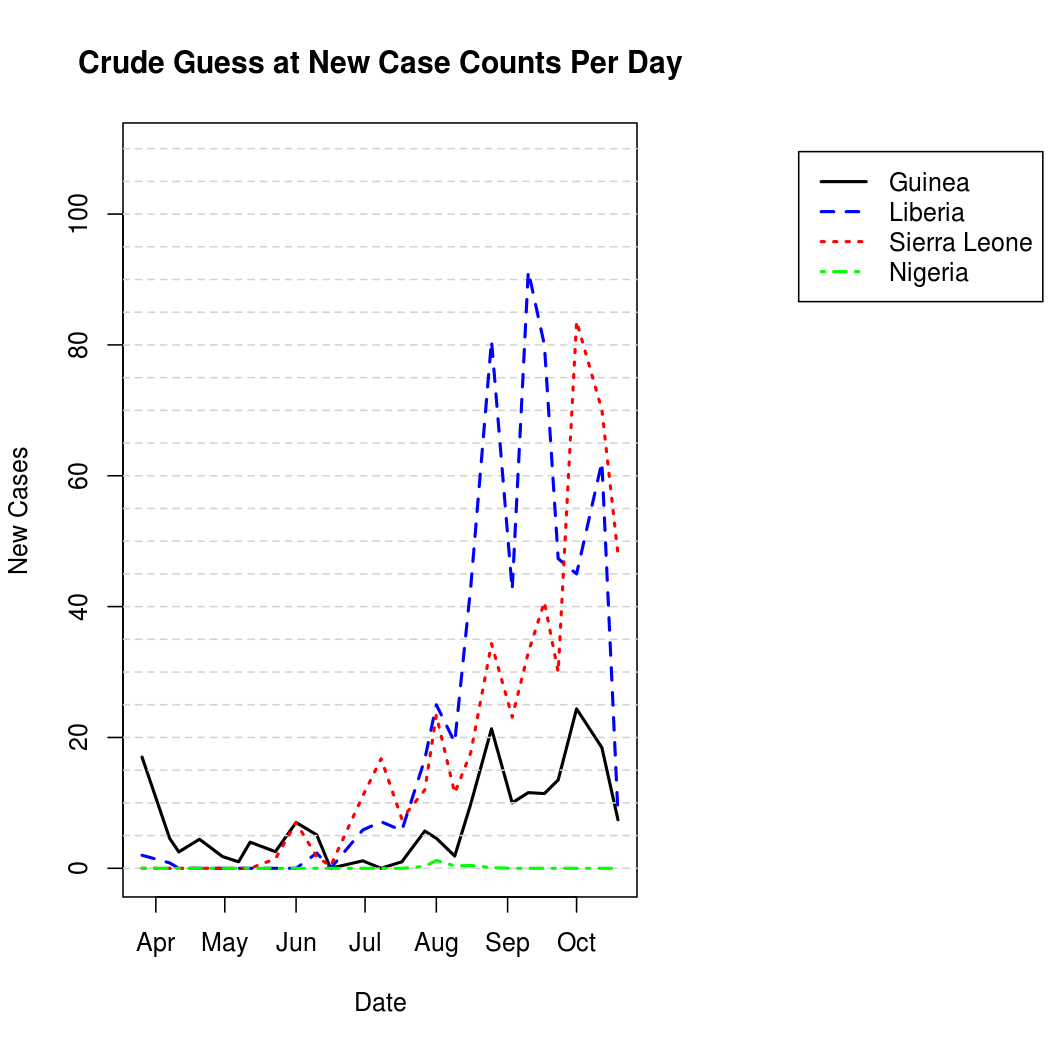 Crude Guess at New Case Counts Per Day
Guinea
Liberia
Sierra Leone
Nigeria
New Cases
100
80
60
40
20
0
Apr May Jun Jul Aug Sep Oct
Date